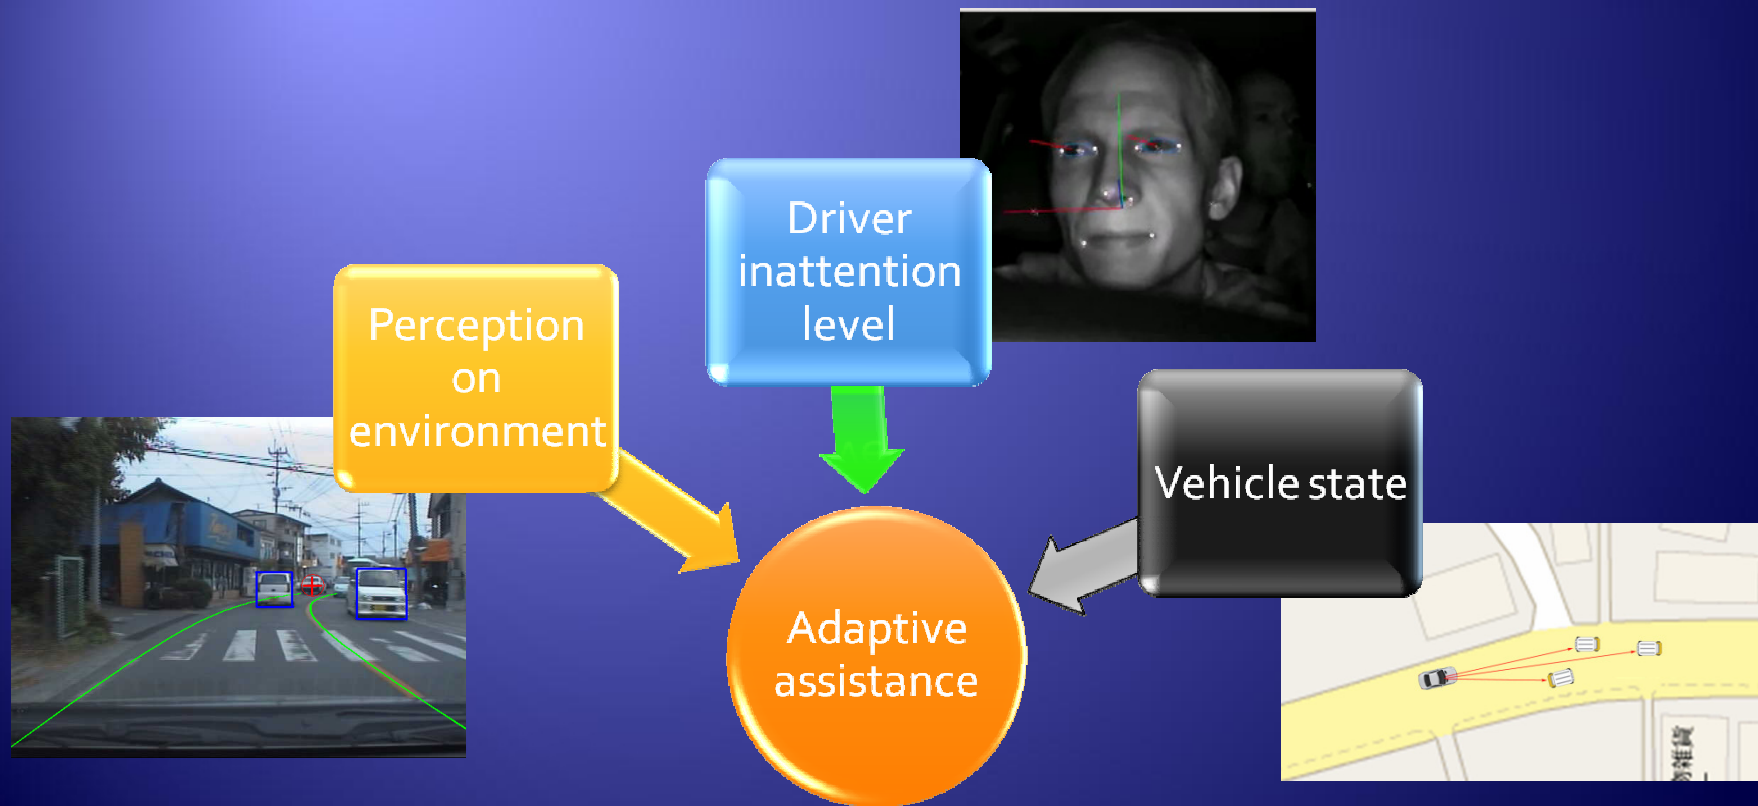 Driver
inattention
level
Perception
on
environment
Vehicle state
Adaptive
assistance